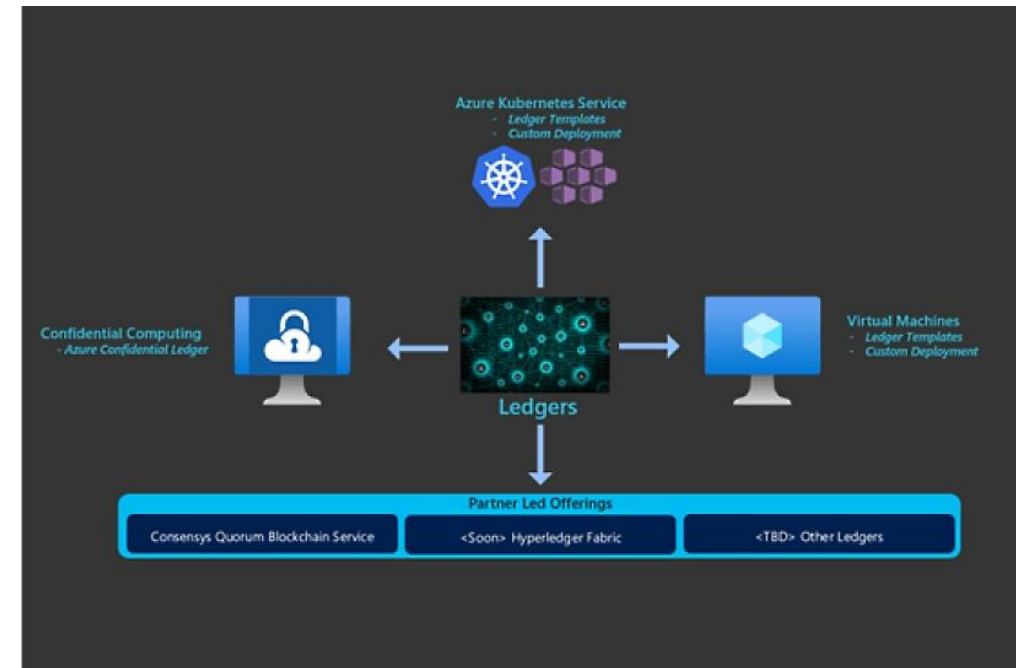 Azure Kubernetes Service
- Ledger Templates
- Custom Deployment
Confidential Computing
- Azure Confidential Ledger
Virtual Machines
- Ledger Templates
- Custom Deployment
Ledgers
Partner Led Offerings
Consensys Quorum Blockchain Service
<Soon> Hyperledger Fabric
<TBD> Other Ledgers